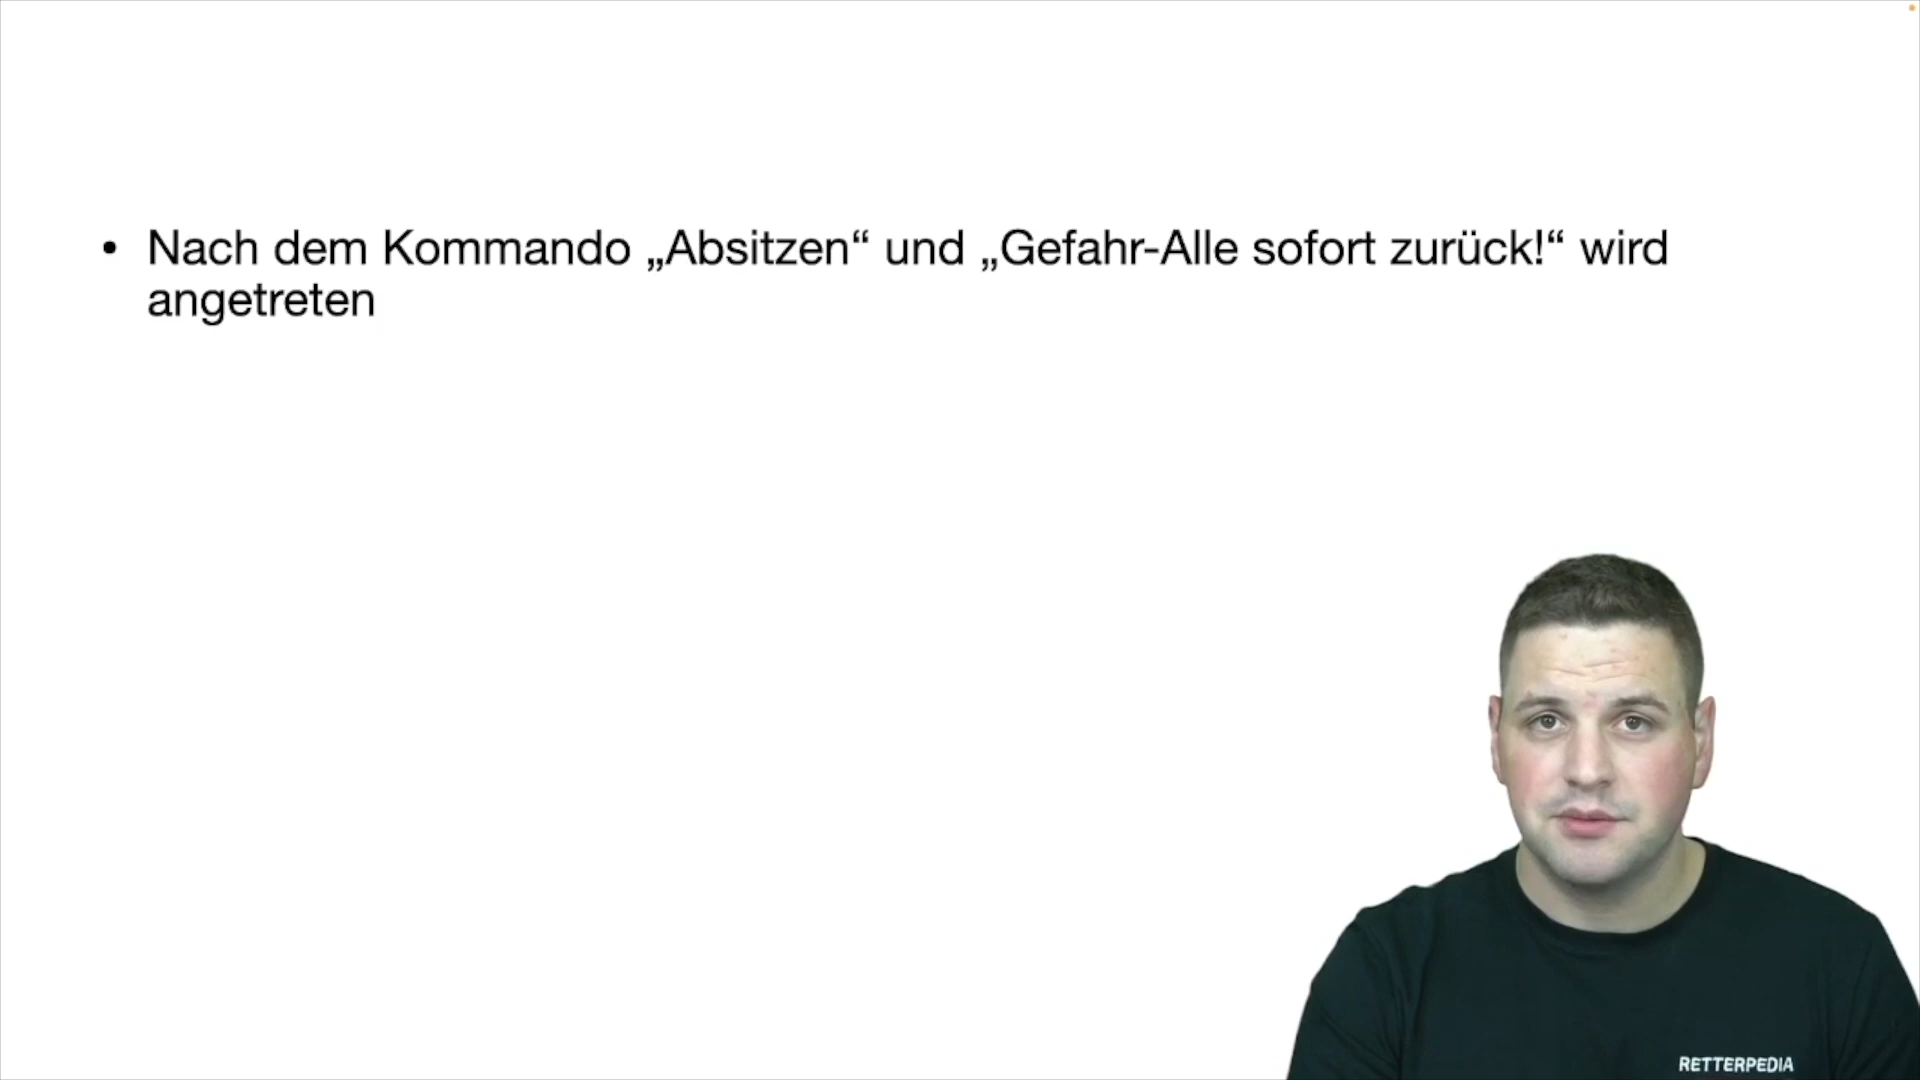 • Nach dem Kommando „Absitzen“ und „Gefahr-Alle sofort zurück!“ wird
angetreten
RETTERPEDIA